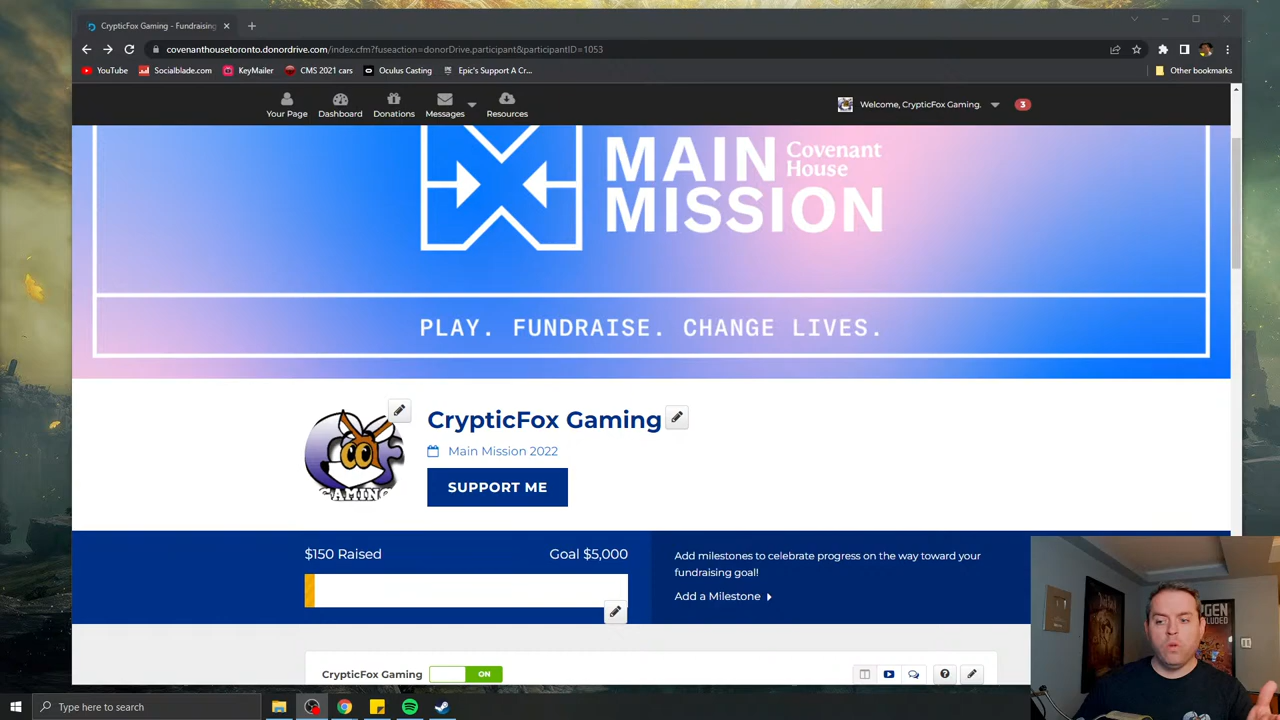 CrypticFox Gaming - Fundraising
covenanthousetoronto.donordrive.com/index.cfm?fuseaction=donorDrive.participant&participantID=1053
YouTube Socialblade.com KeyMailer CMS 2021 cars Oculus Casting Epic's Support A Cr... Other bookmarks
Your Page Dashboard Donations Messages Resources Welcome, CrypticFox Gaming. 3
MAIN Covenant House
MISSION
PLAY. FUNDRAISE. CHANGE LIVES.
CrypticFox Gaming
GAMING
Main Mission 2022
SUPPORT ME
$150 Raised Goal $5,000
Add milestones to celebrate progress on the way toward your
fundraising goal!
Add a Milestone
CrypticFox Gaming ON
Type here to search